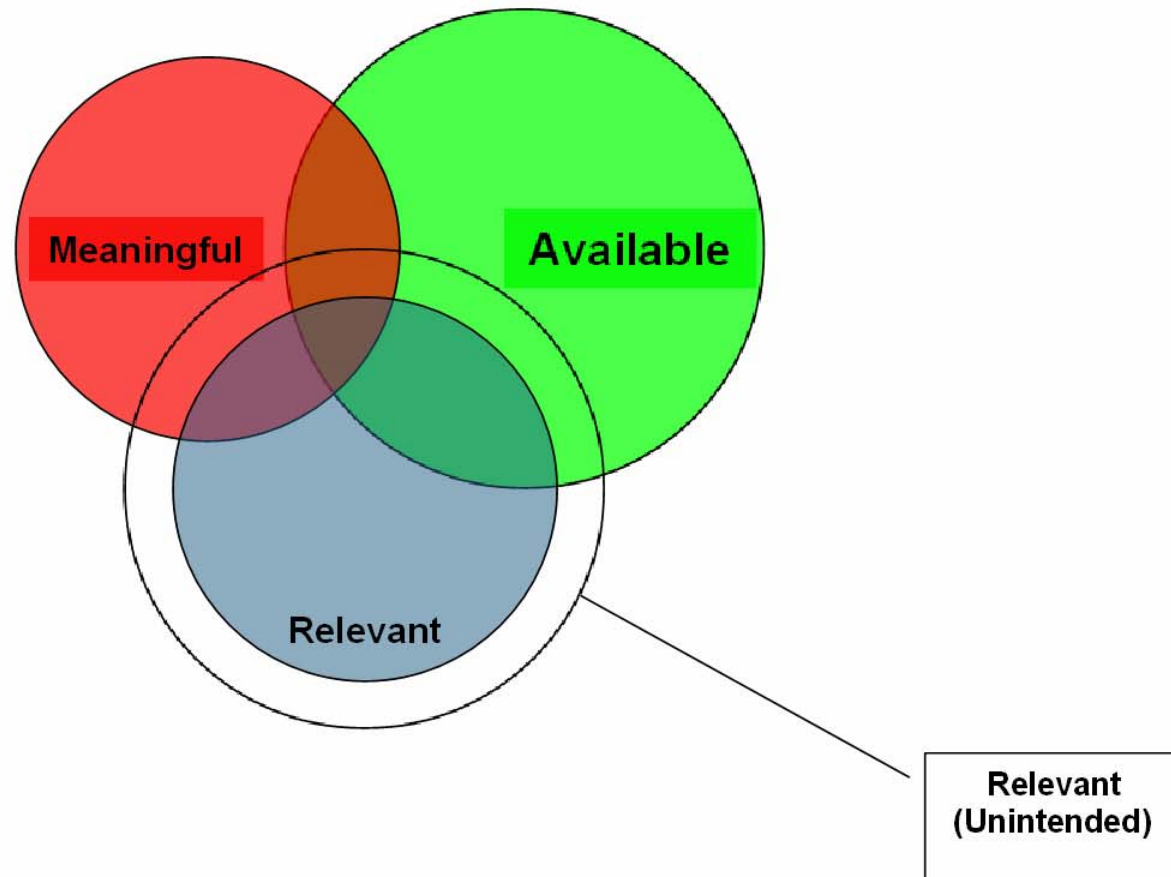 Meaningful
Available
Relevant
Relevant
(Unintended)